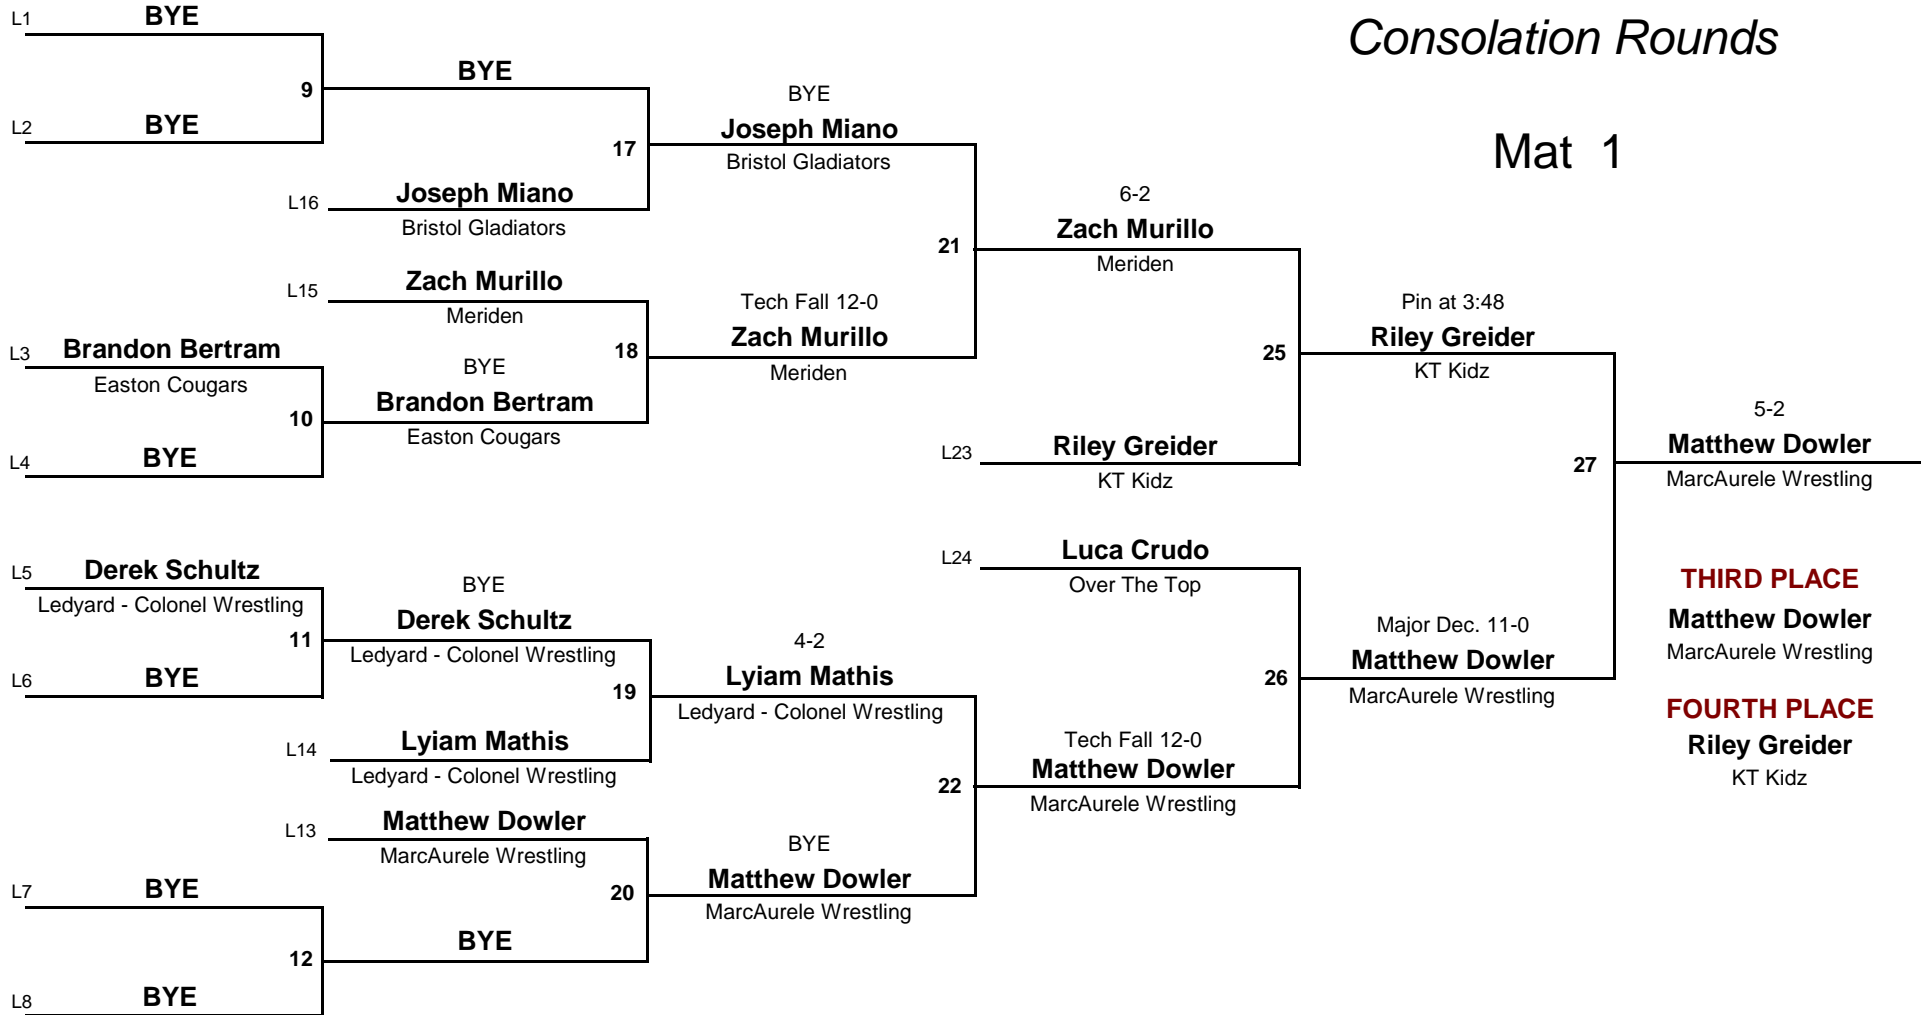 Consolation Rounds
Mat 1
L1
BYE
9
L2
BYE
BYE
17
L16
Joseph Miano
Bristol Gladiators
BYE
Joseph Miano
Bristol Gladiators
L15
Zach Murillo
Meriden
L3
Brandon Bertram
Easton Cougars
10
L4
BYE
BYE
Brandon Bertram
Easton Cougars
18
Tech Fall 12-0
Zach Murillo
Meriden
21
6-2
Zach Murillo
Meriden
25
L23
Riley Greider
KT Kidz
Pin at 3:48
Riley Greider
KT Kidz
27
5-2
Matthew Dowler
MarcAurele Wrestling
L5
Derek Schultz
Ledyard - Colonel Wrestling
11
L6
BYE
BYE
Derek Schultz
Ledyard - Colonel Wrestling
19
L14
Lyiam Mathis
Ledyard - Colonel Wrestling
4-2
Lyiam Mathis
Ledyard - Colonel Wrestling
L13
Matthew Dowler
MarcAurele Wrestling
20
L7
BYE
12
L8
BYE
BYE
BYE
Matthew Dowler
MarcAurele Wrestling
22
L24
Luca Crudo
Over The Top
26
Tech Fall 12-0
Matthew Dowler
MarcAurele Wrestling
Major Dec. 11-0
Matthew Dowler
MarcAurele Wrestling
THIRD PLACE
Matthew Dowler
MarcAurele Wrestling
FOURTH PLACE
Riley Greider
KT Kidz